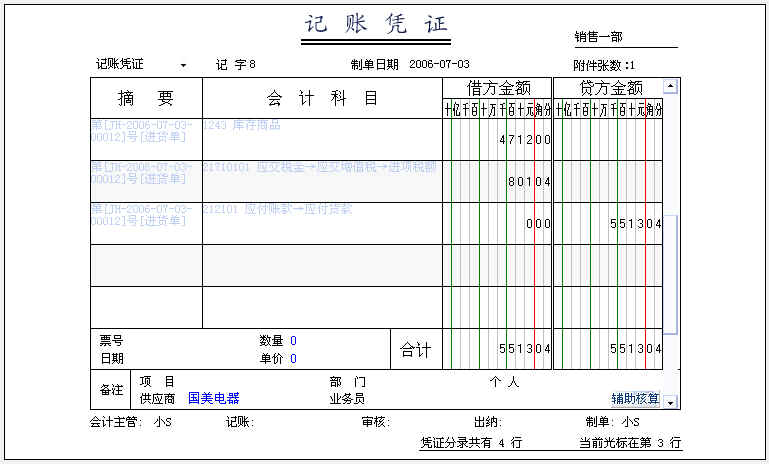 记 账 凭 证
销售一部
记账凭证 记 字 8 制单日期 2006-07-03 附件张数:1
摘 要 会 计 科 目 借方金额 贷方金额
十亿千百十万千百十元角分 十亿千百十万千百十元角分
第[JH-2006-07-03-00012]号[进货单] 1243 库存商品 471200
第[JH-2006-07-03-00012]号[进货单] 21710101 应交税金→应交增值税→进项税额 80104
第[JH-2006-07-03-00012]号[进货单] 212101 应付账款→应付货款 000 551304
票号 数量 0
日期 单价 0
合计 551304 551304
备注 项 目 部 门 个 人
供应商 国美电器 业务员 辅助核算
会计主管: 小S 记账: 审核: 出纳: 制单: 小S
凭证分录共有 4 行 当前光标在第 3 行